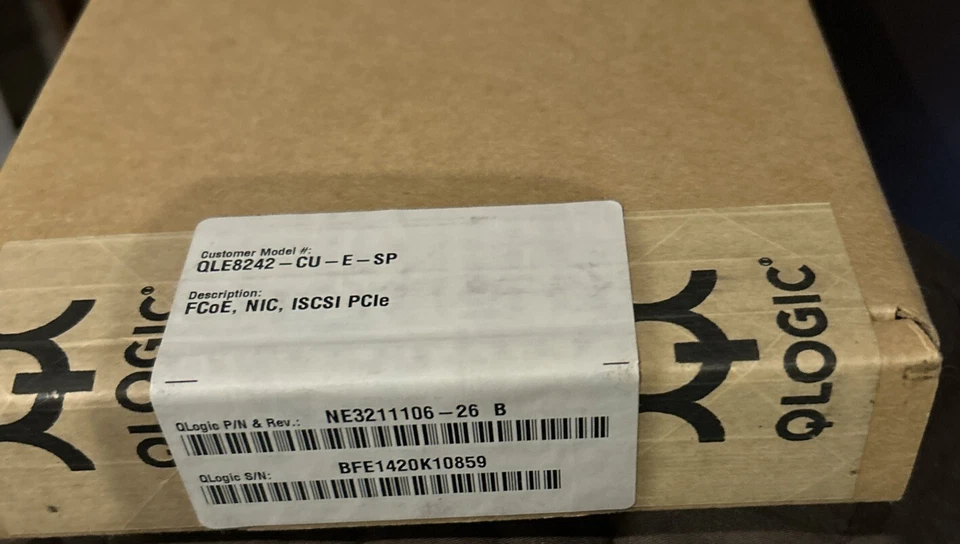 Customer Model #:
QLE8242-CU-E-SP
Description:
FCoE, NIC, ISCSI PCIe
QLogic P/N & Rev.: NE3211106-26 B
QLogic S/N: BFE1420K10859
QLOGIC®
QLOGIC®